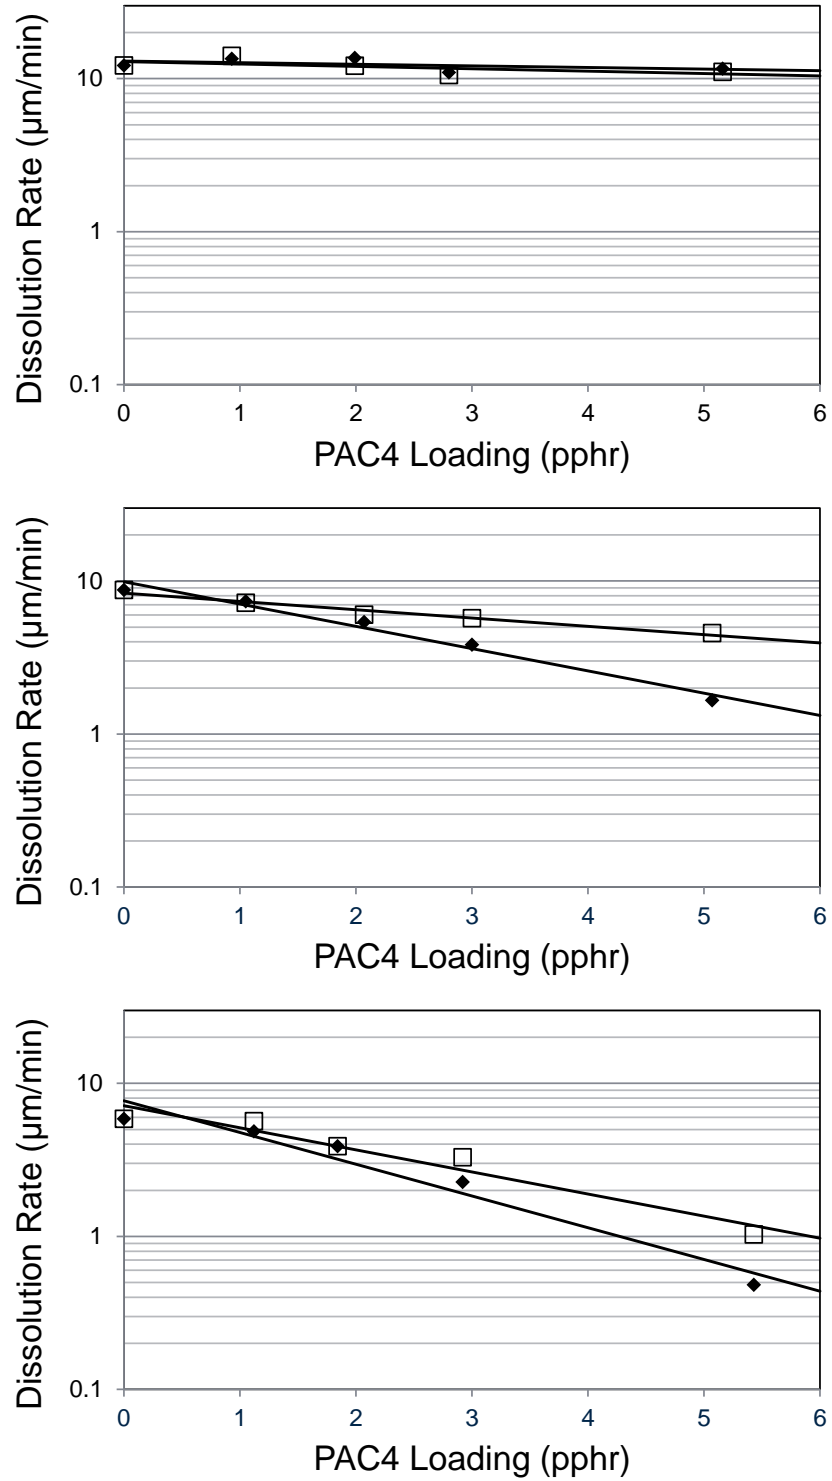 Dissolution Rate (μm/min)
10
1
0.1
0 1 2 3 4 5 6
PAC4 Loading (pphr)
Dissolution Rate (μm/min)
10
1
0.1
0 1 2 3 4 5 6
PAC4 Loading (pphr)
Dissolution Rate (μm/min)
10
1
0.1
0 1 2 3 4 5 6
PAC4 Loading (pphr)